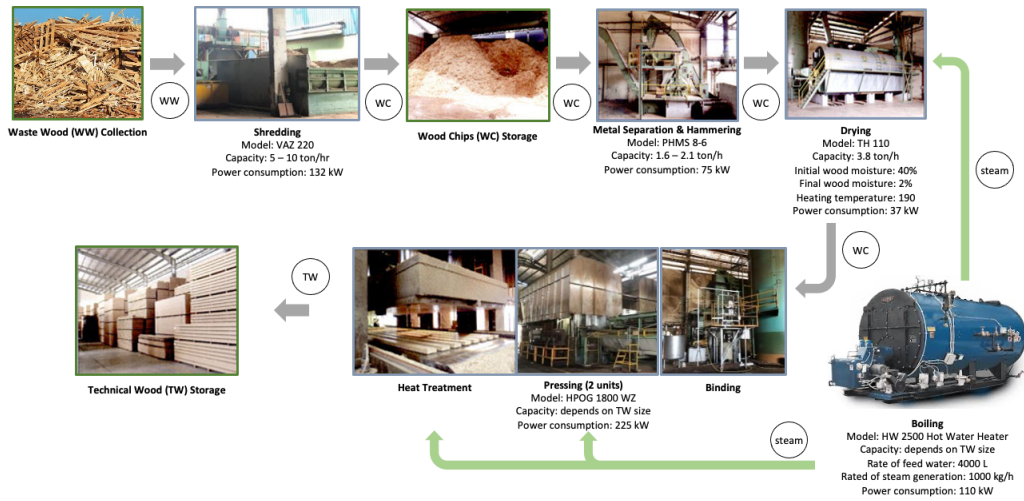 WW
WC
WC
WC
Waste Wood (WW) Collection
Shredding
Model: VAZ 220
Capacity: 5 – 10 ton/hr
Power consumption: 132 kW
Wood Chips (WC) Storage
Metal Separation & Hammering
Model: PHMS 8-6
Capacity: 1.6 – 2.1 ton/h
Power consumption: 75 kW
Drying
Model: TH 110
Capacity: 3.8 ton/h
Initial wood moisture: 40%
Final wood moisture: 2%
Heating temperature: 190
Power consumption: 37 kW
steam
WC
TW
Technical Wood (TW) Storage
Heat Treatment
Pressing (2 units)
Model: HPOG 1800 WZ
Capacity: depends on TW size
Power consumption: 225 kW
Binding
steam
Boiling
Model: HW 2500 Hot Water Heater
Capacity: depends on TW size
Rate of feed water: 4000 L
Rated of steam generation: 1000 kg/h
Power consumption: 110 kW